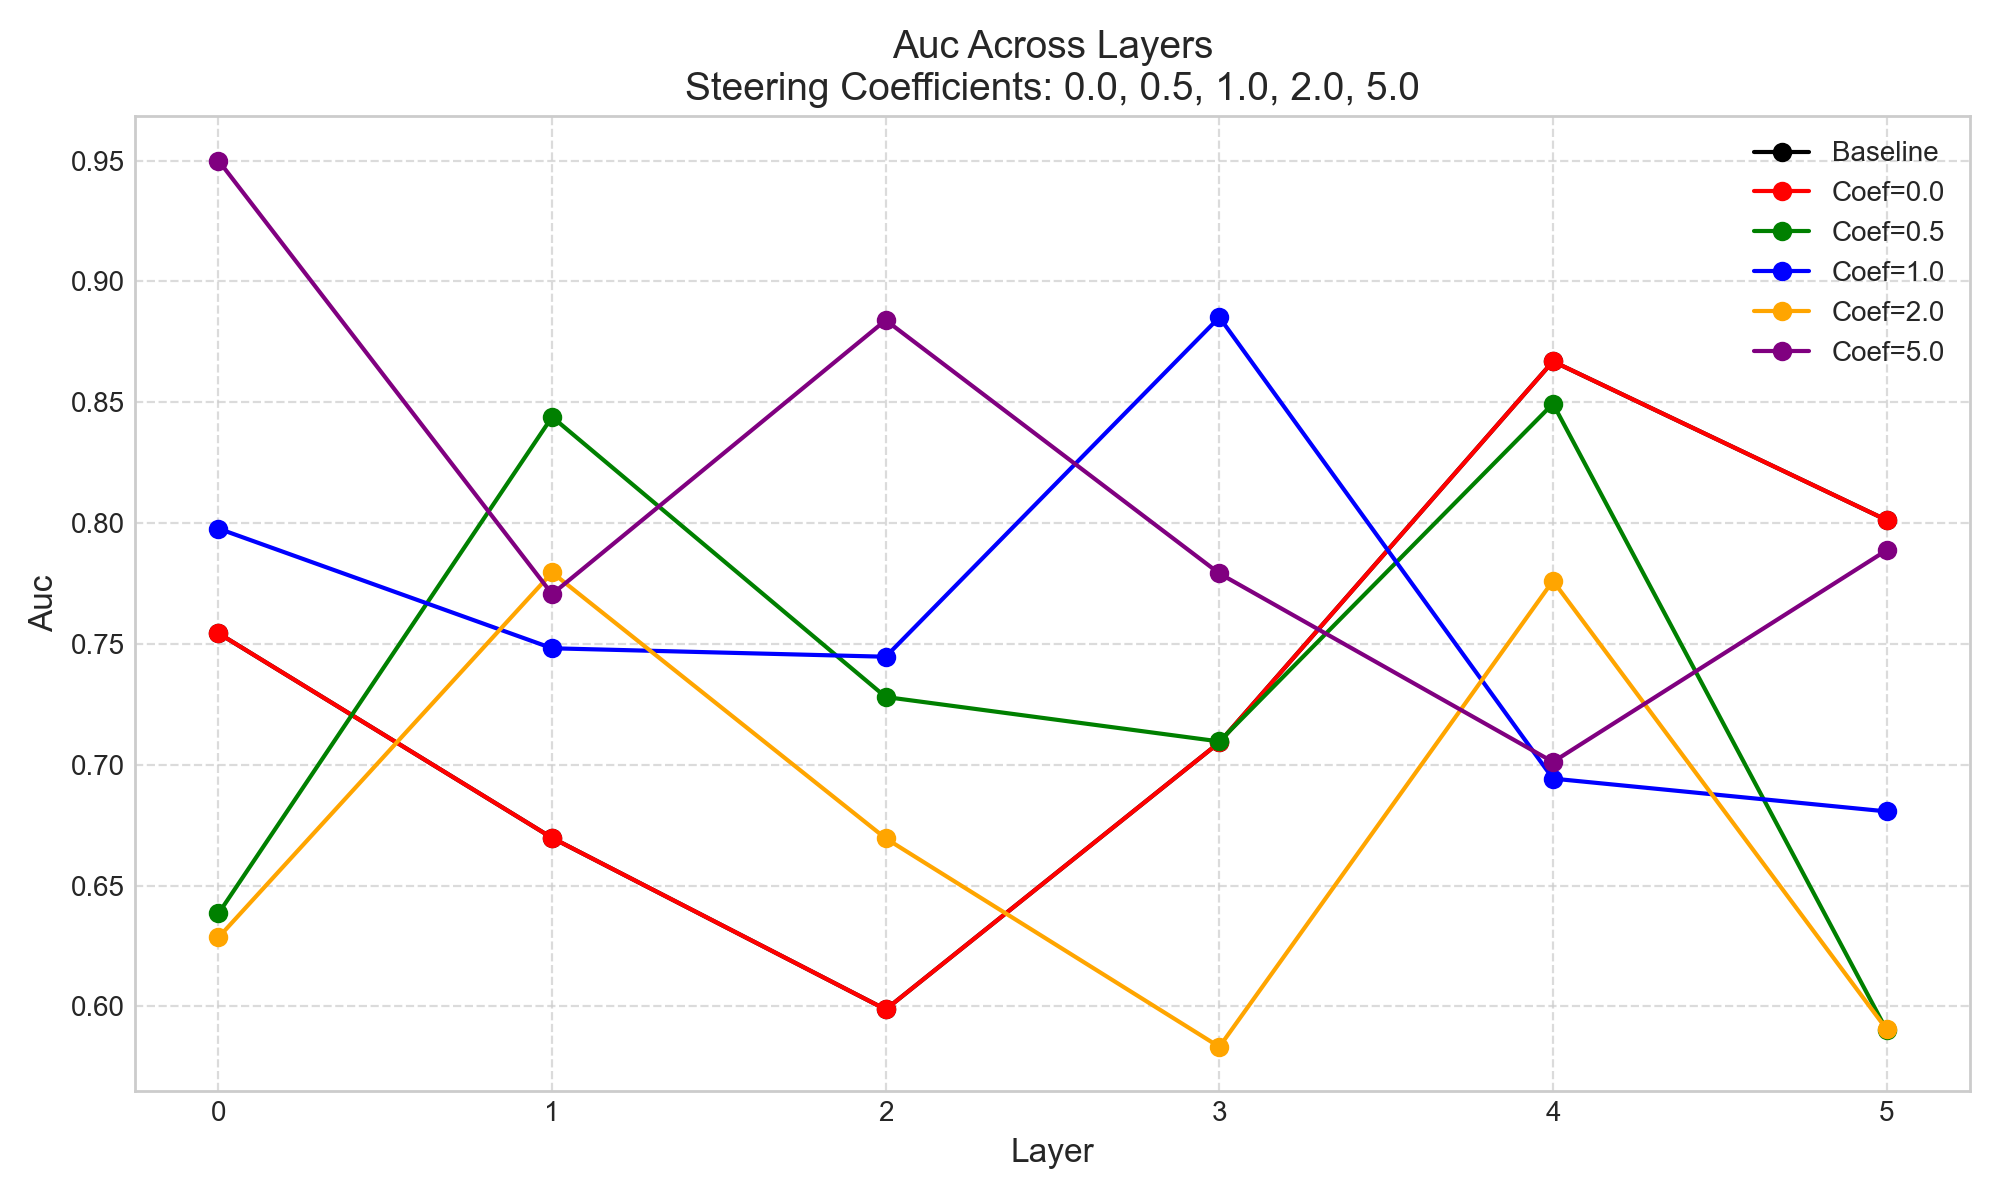 Auc Across Layers
Steering Coefficients: 0.0, 0.5, 1.0, 2.0, 5.0
Baseline
Coef=0.0
Coef=0.5
Coef=1.0
Coef=2.0
Coef=5.0
Auc
0.95
0.90
0.85
0.80
0.75
0.70
0.65
0.60
0 1 2 3 4 5
Layer